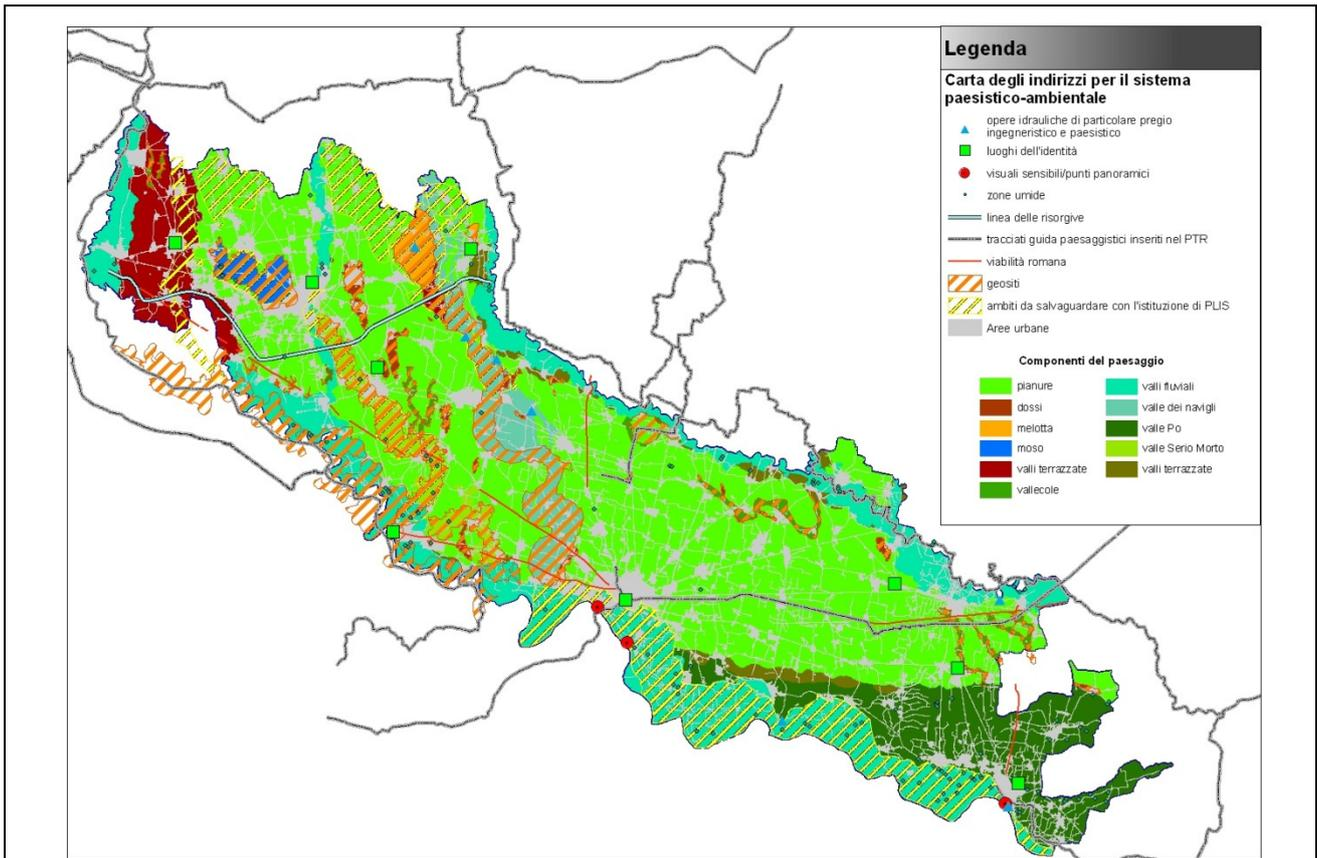 Legenda
Carta degli indirizzi per il sistema
paesistico-ambientale
opere idrauliche di particolare pregio
ingegneristico e paesistico
luoghi dell'identità
visuali sensibili/punti panoramici
zone umide
linea delle risorgive
tracciati guida paesaggistici inseriti nel PTR
viabilità romana
geositi
ambiti da salvaguardare con l'istituzione di PLIS
Aree urbane
Componenti del paesaggio
pianure
dossi
melotta
moso
valli terrazzate
vallecole
valli fluviali
valle dei navigli
valle Po
valle Serio Morto
valli terrazzate